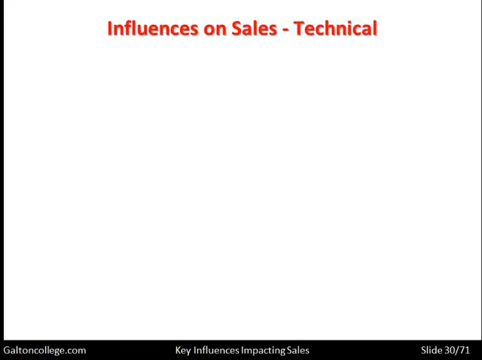 Influences on Sales - Technical
Galtoncollege.com Key Influences Impacting Sales Slide 30/71